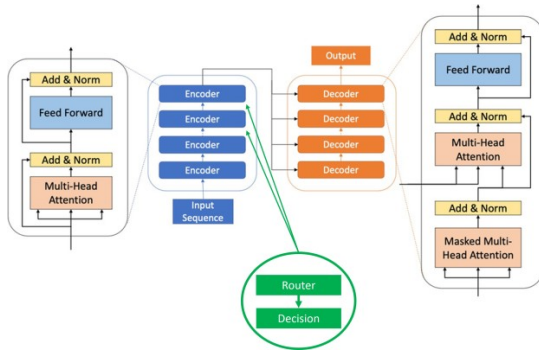 Add & Norm
Feed Forward
Add & Norm
Multi-Head
Attention
Encoder
Encoder
Encoder
Encoder
Input
Sequence
Output
Decoder
Decoder
Decoder
Decoder
Add & Norm
Feed Forward
Add & Norm
Multi-Head
Attention
Add & Norm
Masked Multi-
Head Attention
Router
Decision